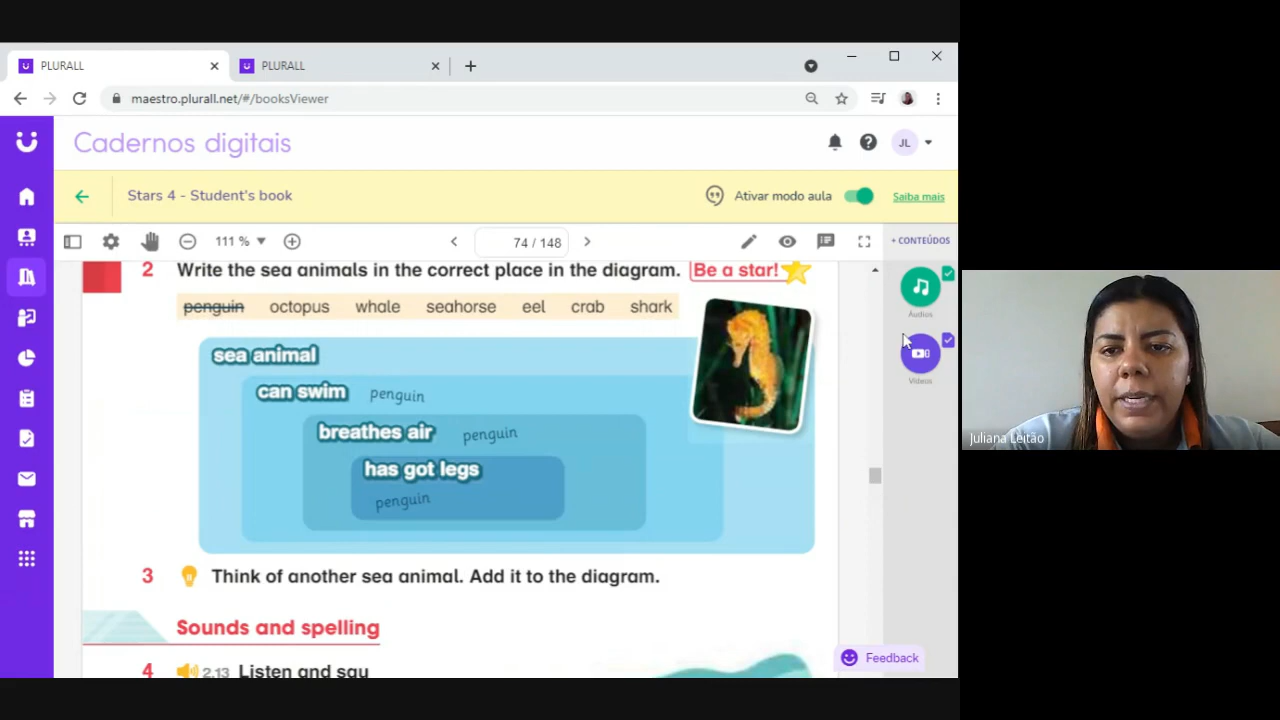 PLURALL
PLURALL
maestro.plurall.net/#/booksViewer
Cadernos digitais
JL
Stars 4 - Student's book
Ativar modo aula
Saiba mais
111 %
74 / 148
+ CONTEÚDOS
2 Write the sea animals in the correct place in the diagram. Be a star!
penguin octopus whale seahorse eel crab shark
Áudios
sea animal
can swim penguin
Vídeos
breathes air penguin
Juliana Leitão
has got legs
penguin
3 Think of another sea animal. Add it to the diagram.
Sounds and spelling
Feedback
4 2.13 Listen and say